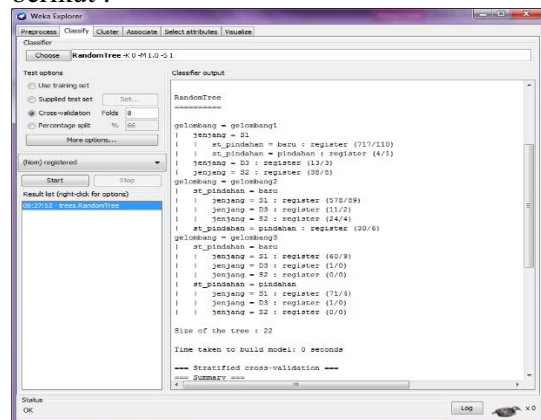 berikut :
Weka Explorer
Preprocess Classify Cluster Associate Select attributes Visualize
Classifier
Choose RandomTree -K 0 -M 1.0 -S 1
Test options
Use training set
Supplied test set Set...
Cross-validation Folds 8
Percentage split % 66
More options...
(Nom) registered
Start Stop
Result list (right-click for options)
08:27:52 - trees.RandomTree
Classifier output
RandomTree
==========
gelombang = gelombang1
|   jenjang = S1
|   |   st_pindahan = baru : register (717/110)
|   |   st_pindahan = pindahan : register (4/1)
|   jenjang = D3 : register (13/3)
|   jenjang = S2 : register (38/8)
gelombang = gelombang2
|   st_pindahan = baru
|   |   jenjang = S1 : register (578/89)
|   |   jenjang = D3 : register (11/2)
|   |   jenjang = S2 : register (24/4)
|   st_pindahan = pindahan : register (30/6)
gelombang = gelombang3
|   st_pindahan = baru
|   |   jenjang = S1 : register (60/9)
|   |   jenjang = D3 : register (1/0)
|   |   jenjang = S2 : register (0/0)
|   st_pindahan = pindahan
|   |   jenjang = S1 : register (71/4)
|   |   jenjang = D3 : register (1/0)
|   |   jenjang = S2 : register (0/0)
Size of the tree : 22
Time taken to build model: 0 seconds
=== Stratified cross-validation ===
=== Summary ===
Status
OK
Log
x 0